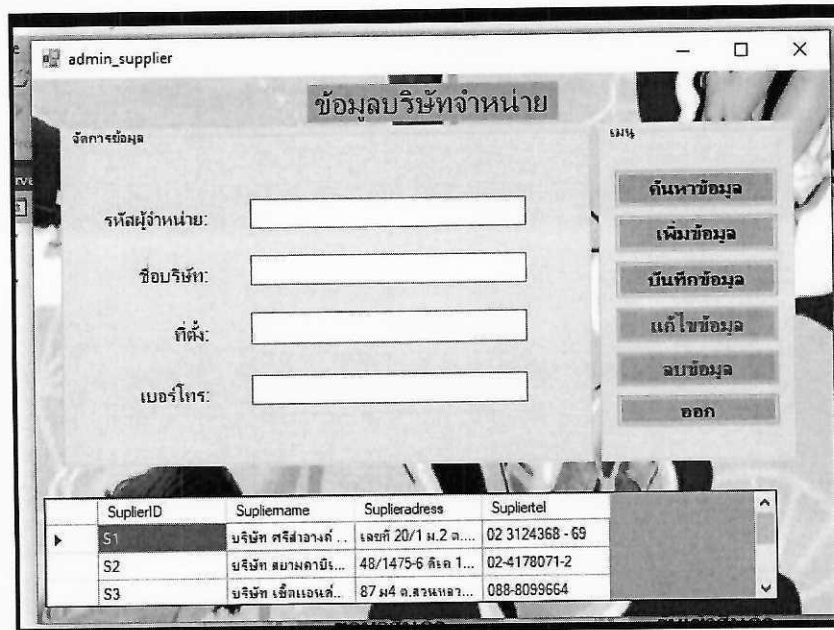 admin_supplier
ข้อมูลบริษัทจำหน่าย
จัดการข้อมูล
เมนู
รหัสผู้จำหน่าย:
ชื่อบริษัท:
ที่ตั้ง:
เบอร์โทร:
ค้นหาข้อมูล
เพิ่มข้อมูล
บันทึกข้อมูล
แก้ไขข้อมูล
ลบข้อมูล
ออก
SuplierID Supliername Suplieradress Supliertel
S1 บริษัท ศรีสำอางค์ ... เลขที่ 20/1 ม.2 ต.... 02 3124368 - 69
S2 บริษัท สยามคามิเ... 48/1475-6 ดิเค 1... 02-4178071-2
S3 บริษัท เซ็ตแอนด์... 87 ม4 ต.สวนหลว... 088-8099664